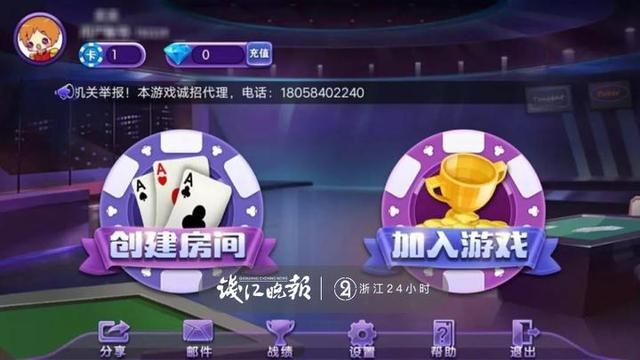 卡 1
0 充值
机关举报！本游戏诚招代理，电话：18058402240
创建房间
加入游戏
钱江晚报 | 24 浙江24小时
分享 邮件 战绩 设置 帮助 退出